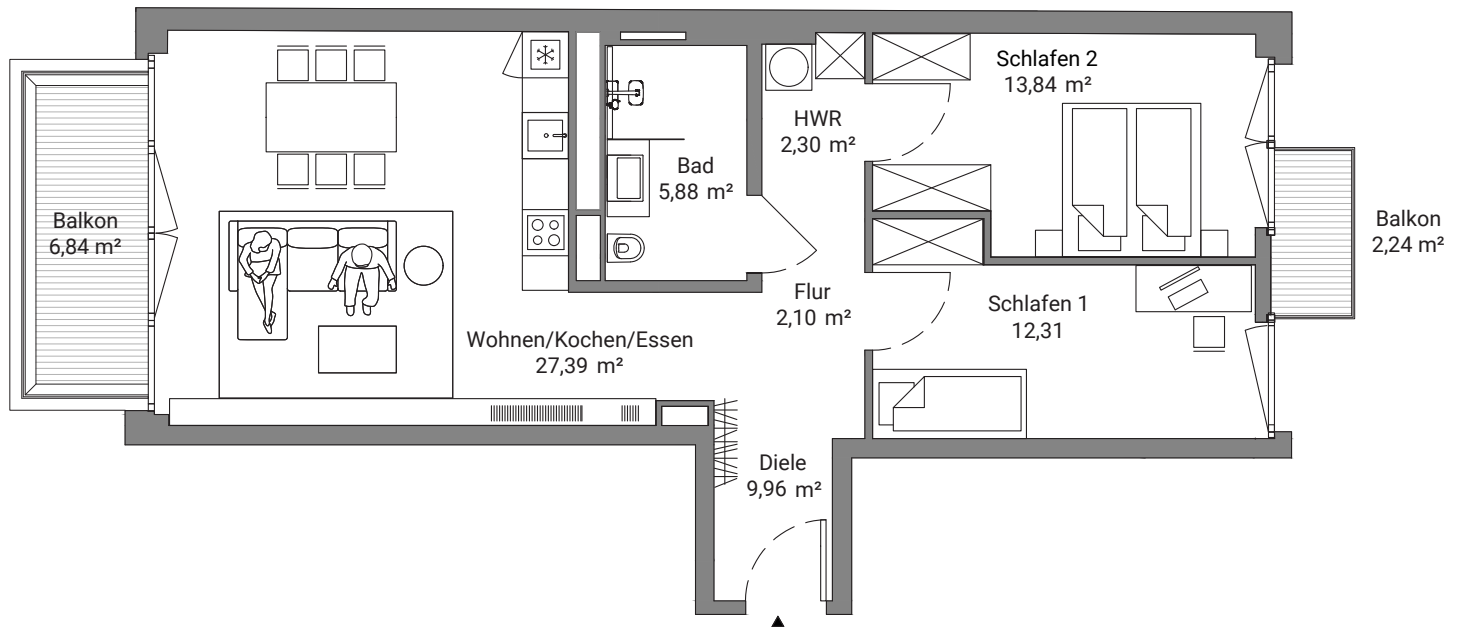 Balkon
6,84 m²
Wohnen/Kochen/Essen
27,39 m²
Bad
5,88 m²
HWR
2,30 m²
Flur
2,10 m²
Diele
9,96 m²
Schlafen 2
13,84 m²
Schlafen 1
12,31
Balkon
2,24 m²